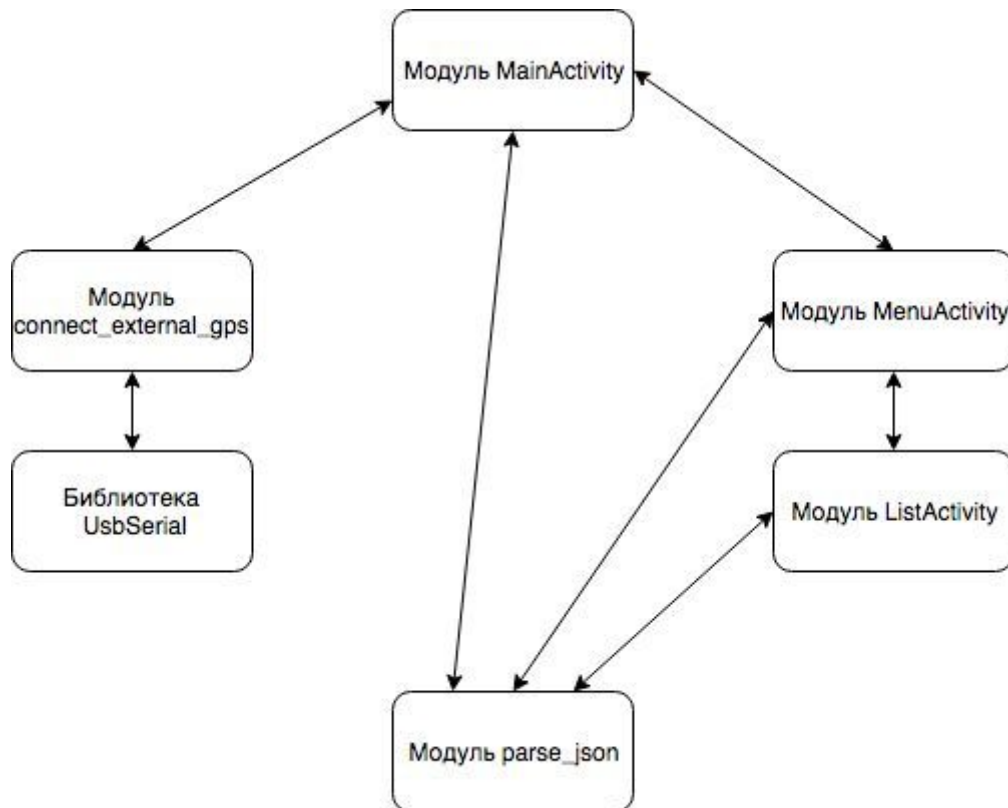 Модуль MainActivity
Модуль
connect_external_gps
Модуль MenuActivity
Библиотека
UsbSerial
Модуль ListActivity
Модуль parse_json